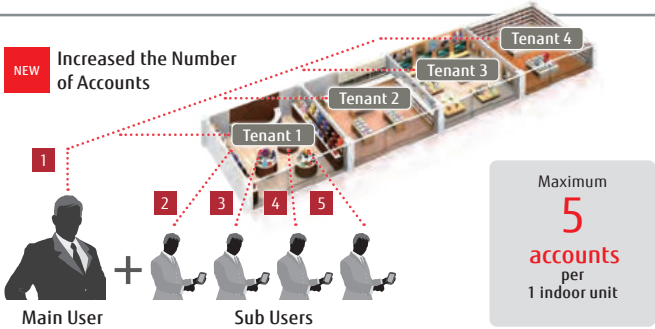 NEW
Increased the Number
of Accounts
Tenant 4
Tenant 3
Tenant 2
Tenant 1
1
2
3
4
5
+
Main User
Sub Users
Maximum
5
accounts
per
1 indoor unit